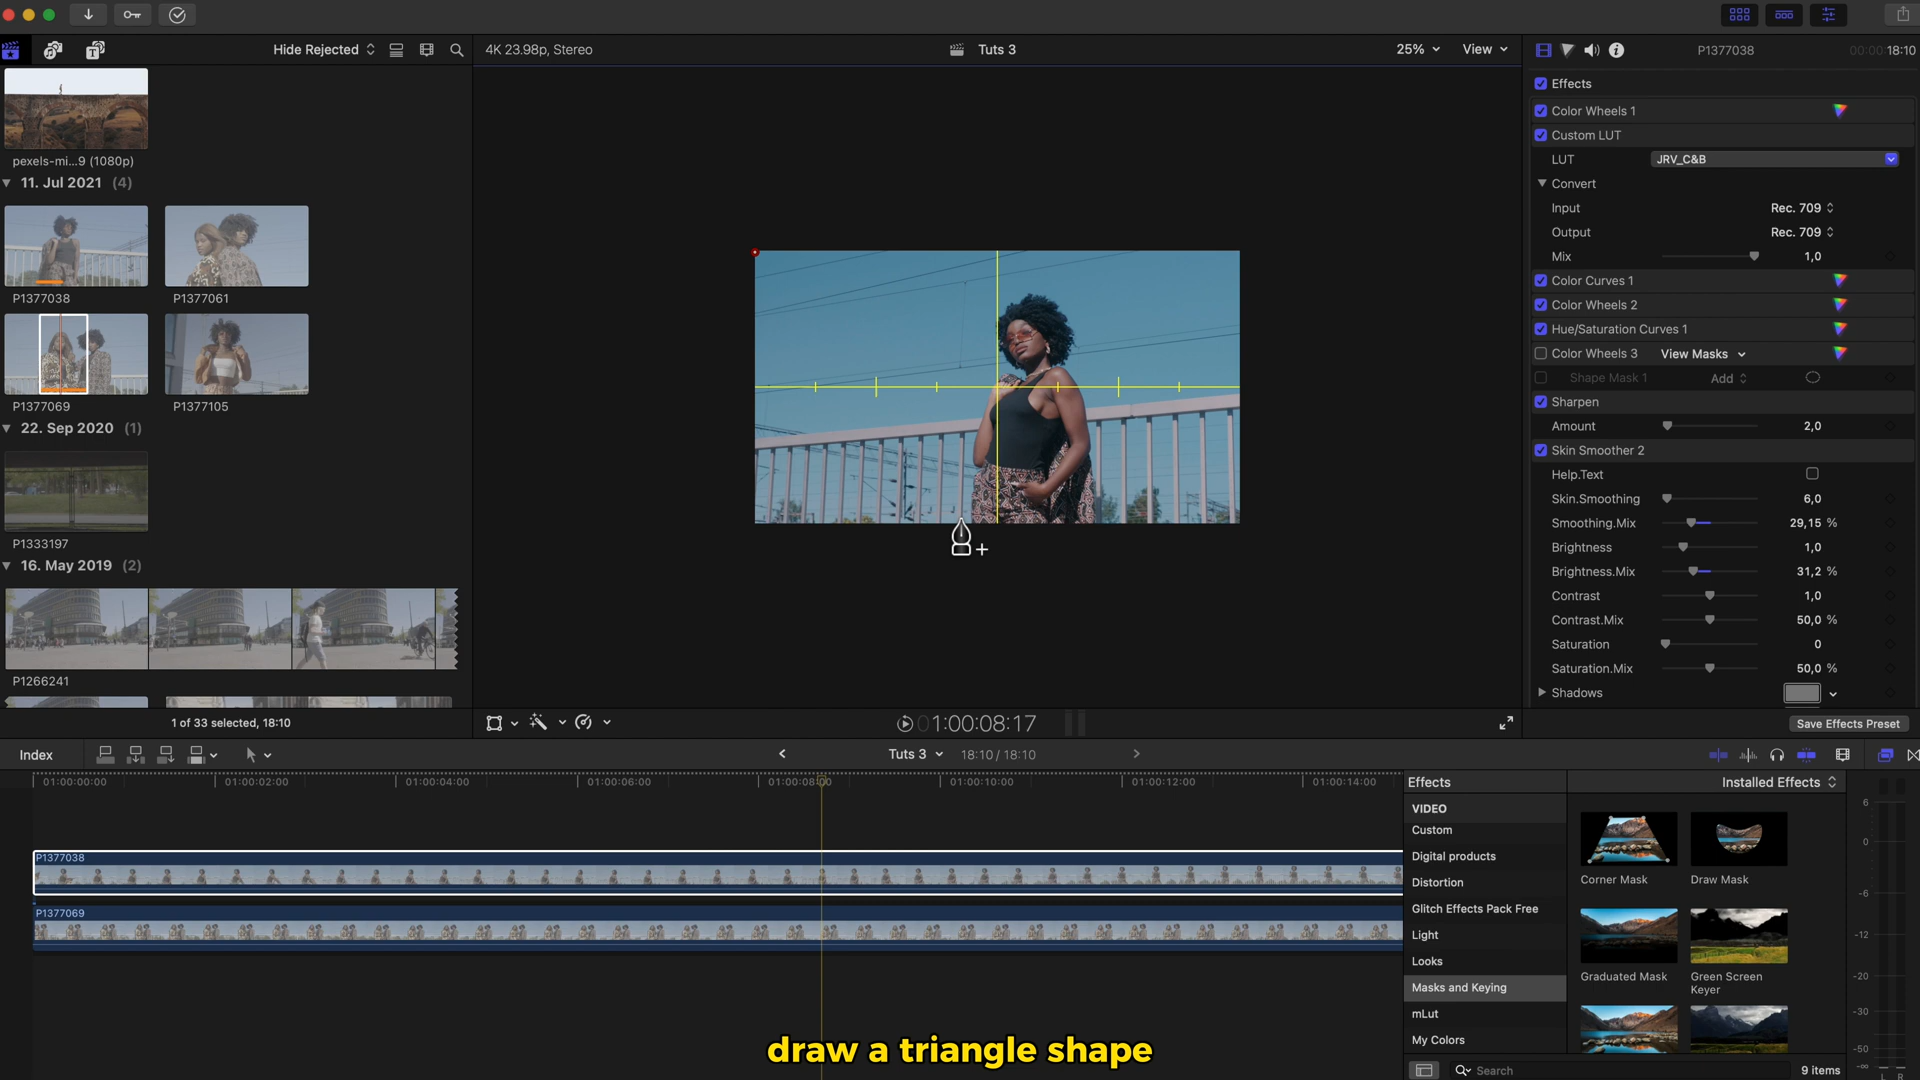 Hide Rejected
4K 23.98p, Stereo
Tuts 3
25%
View
P1377038
00:00:18:10
pexels-mi...9 (1080p)
11. Jul 2021 (4)
P1377038
P1377061
P1377069
P1377105
22. Sep 2020 (1)
P1333197
16. May 2019 (2)
P1266241
1 of 33 selected, 18:10
01:00:08:17
Effects
Color Wheels 1
Custom LUT
LUT JRV_C&B
Convert
Input Rec. 709
Output Rec. 709
Mix 1,0
Color Curves 1
Color Wheels 2
Hue/Saturation Curves 1
Color Wheels 3 View Masks
Shape Mask 1 Add
Sharpen
Amount 2,0
Skin Smoother 2
Help.Text
Skin.Smoothing 6,0
Smoothing.Mix 29,15 %
Brightness 1,0
Brightness.Mix 31,2 %
Contrast 1,0
Contrast.Mix 50,0 %
Saturation 0
Saturation.Mix 50,0 %
Shadows
Save Effects Preset
Index
Tuts 3
18:10 / 18:10
01:00:00:00 01:00:02:00 01:00:04:00 01:00:06:00 01:00:08:00 01:00:10:00 01:00:12:00 01:00:14:00
P1377038
P1377069
Effects
Installed Effects
VIDEO
Custom
Digital products
Distortion
Glitch Effects Pack Free
Light
Looks
Masks and Keying
mLut
My Colors
Corner Mask
Draw Mask
Graduated Mask
Green Screen
Keyer
Search
9 items
6
0
-6
-12
-20
-30
-50
-∞
L R
draw a triangle shape